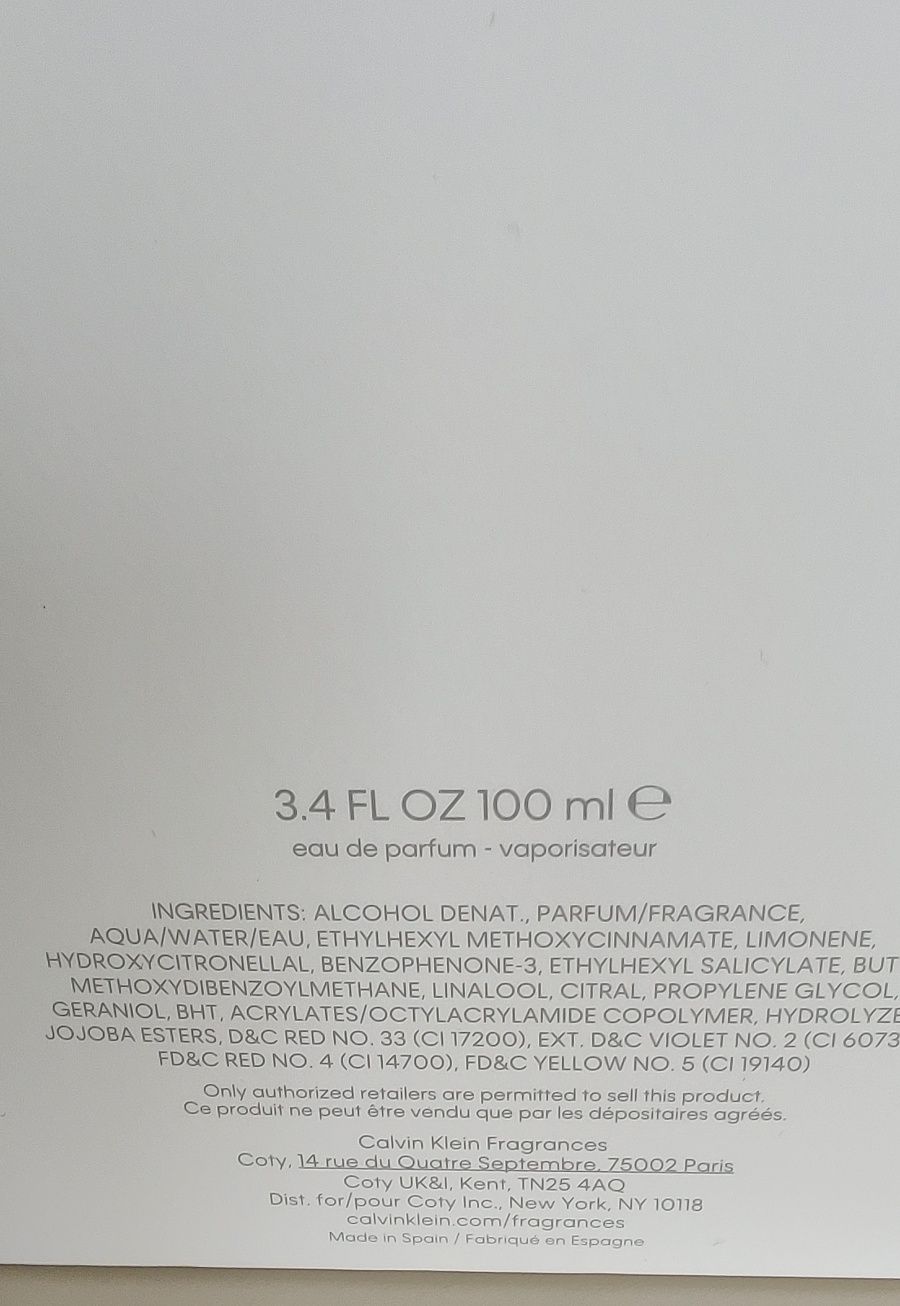 3.4 FL OZ 100 ml ℮
eau de parfum - vaporisateur
INGREDIENTS: ALCOHOL DENAT., PARFUM/FRAGRANCE,
AQUA/WATER/EAU, ETHYLHEXYL METHOXYCINNAMATE, LIMONENE,
HYDROXYCITRONELLAL, BENZOPHENONE-3, ETHYLHEXYL SALICYLATE, BUT
METHOXYDIBENZOYLMETHANE, LINALOOL, CITRAL, PROPYLENE GLYCOL,
GERANIOL, BHT, ACRYLATES/OCTYLACRYLAMIDE COPOLYMER, HYDROLYZE
JOJOBA ESTERS, D&C RED NO. 33 (CI 17200), EXT. D&C VIOLET NO. 2 (CI 6073
FD&C RED NO. 4 (CI 14700), FD&C YELLOW NO. 5 (CI 19140)
Only authorized retailers are permitted to sell this product.
Ce produit ne peut être vendu que par les dépositaires agréés.
Calvin Klein Fragrances
Coty, 14 rue du Quatre Septembre, 75002 Paris
Coty UK&I, Kent, TN25 4AQ
Dist. for/pour Coty Inc., New York, NY 10118
calvinklein.com/fragrances
Made in Spain / Fabriqué en Espagne